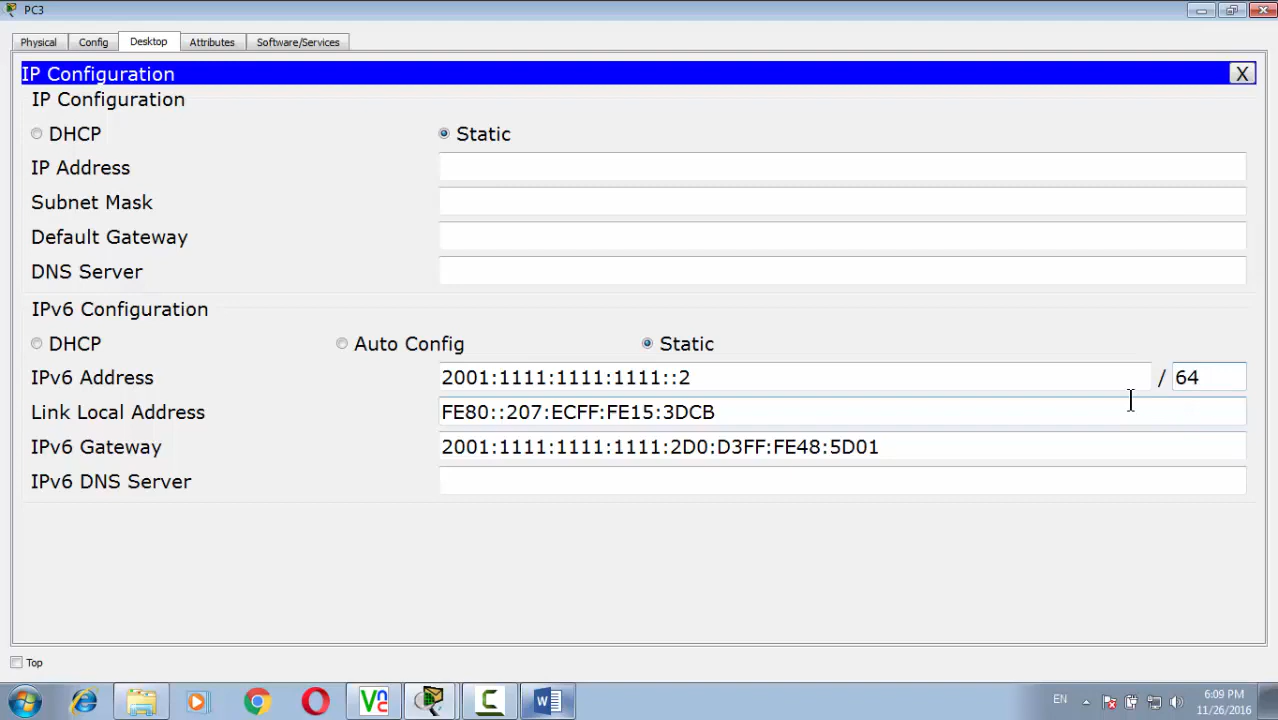 PC3
Physical Config Desktop Attributes Software/Services
IP Configuration X
IP Configuration
DHCP Static
IP Address
Subnet Mask
Default Gateway
DNS Server
IPv6 Configuration
DHCP Auto Config Static
IPv6 Address 2001:1111:1111:1111::2 / 64
Link Local Address FE80::207:ECFF:FE15:3DCB
IPv6 Gateway 2001:1111:1111:1111:2D0:D3FF:FE48:5D01
IPv6 DNS Server
Top
EN 6:09 PM
11/26/2016